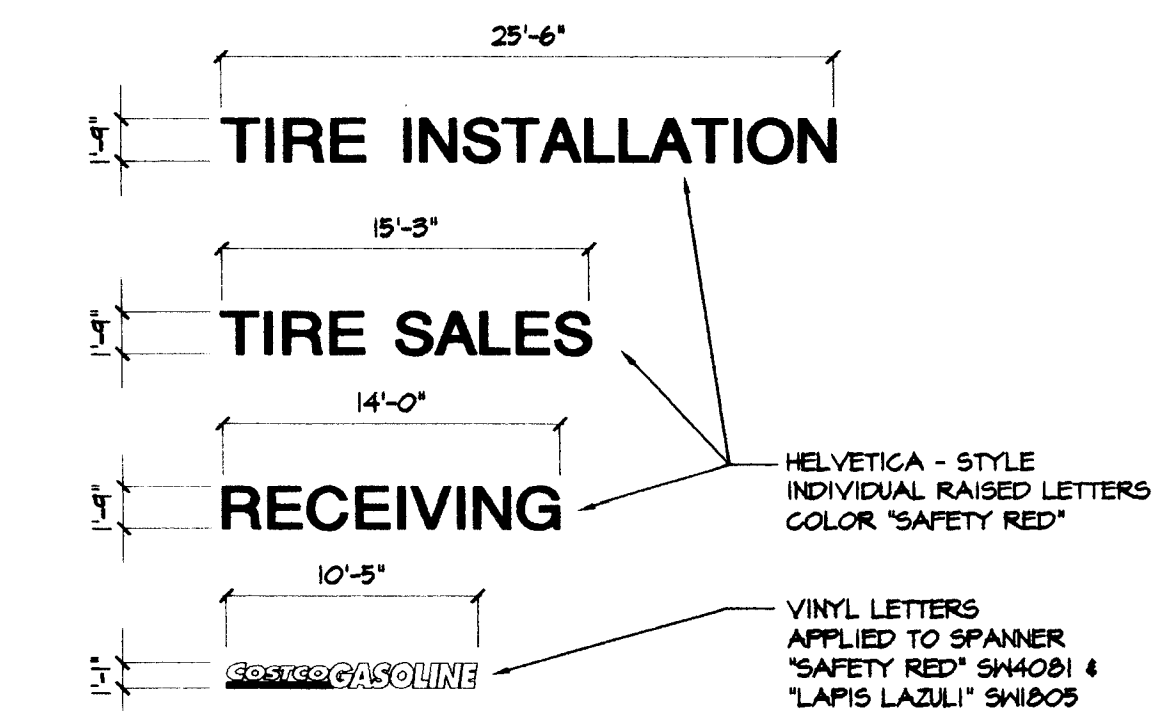 25'-6"
1'-9"
TIRE INSTALLATION
15'-3"
1'-9"
TIRE SALES
14'-0"
1'-9"
RECEIVING
HELVETICA - STYLE
INDIVIDUAL RAISED LETTERS
COLOR "SAFETY RED"
10'-5"
1'-1"
COSTCO GASOLINE
VINYL LETTERS
APPLIED TO SPANNER
"SAFETY RED" SW4081 &
"LAPIS LAZULI" SW1805